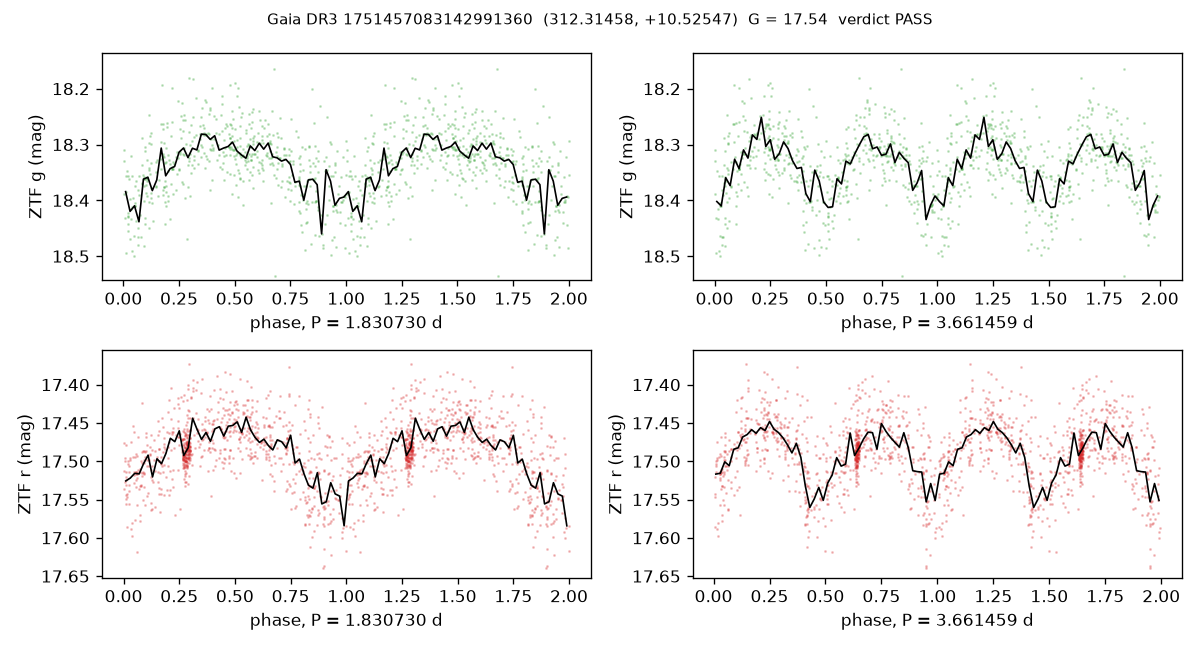 Gaia DR3 1751457083142991360 (312.31458, +10.52547) G = 17.54 verdict PASS
ZTF g (mag)
18.2
18.3
18.4
18.5
0.00 0.25 0.50 0.75 1.00 1.25 1.50 1.75 2.00
phase, P = 1.830730 d
ZTF g (mag)
18.2
18.3
18.4
18.5
0.00 0.25 0.50 0.75 1.00 1.25 1.50 1.75 2.00
phase, P = 3.661459 d
ZTF r (mag)
17.40
17.45
17.50
17.55
17.60
17.65
0.00 0.25 0.50 0.75 1.00 1.25 1.50 1.75 2.00
phase, P = 1.830730 d
ZTF r (mag)
17.40
17.45
17.50
17.55
17.60
17.65
0.00 0.25 0.50 0.75 1.00 1.25 1.50 1.75 2.00
phase, P = 3.661459 d